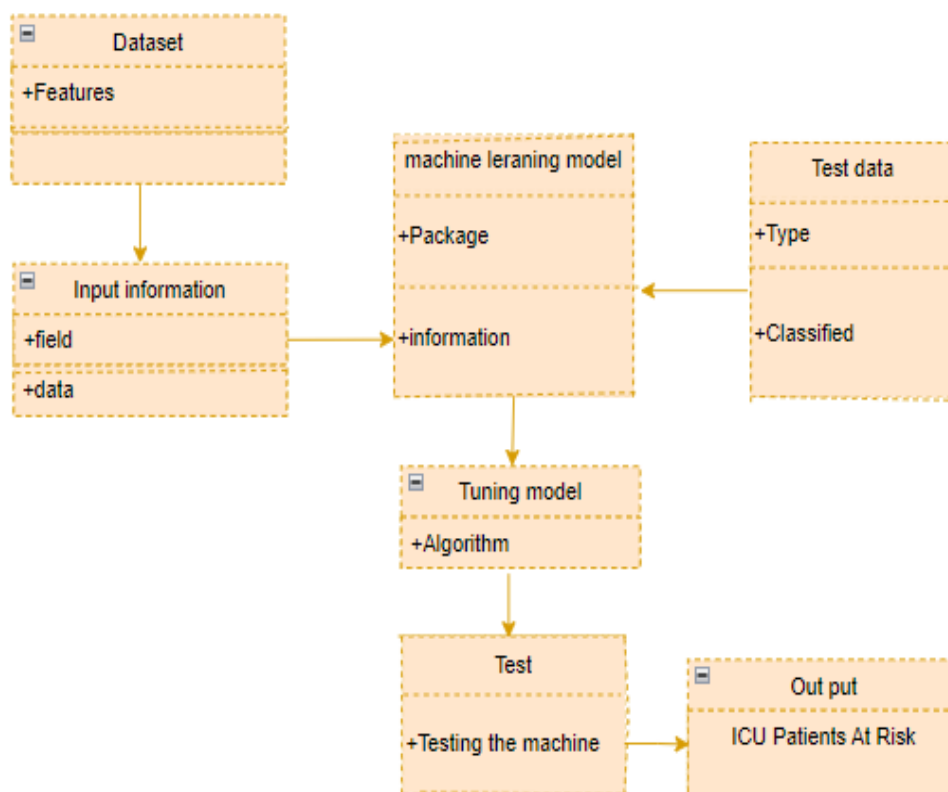 Dataset
+Features
Input information
+field
+data
machine leraning model
+Package
+information
Test data
+Type
+Classified
Tuning model
+Algorithm
Test
+Testing the machine
Out put
ICU Patients At Risk